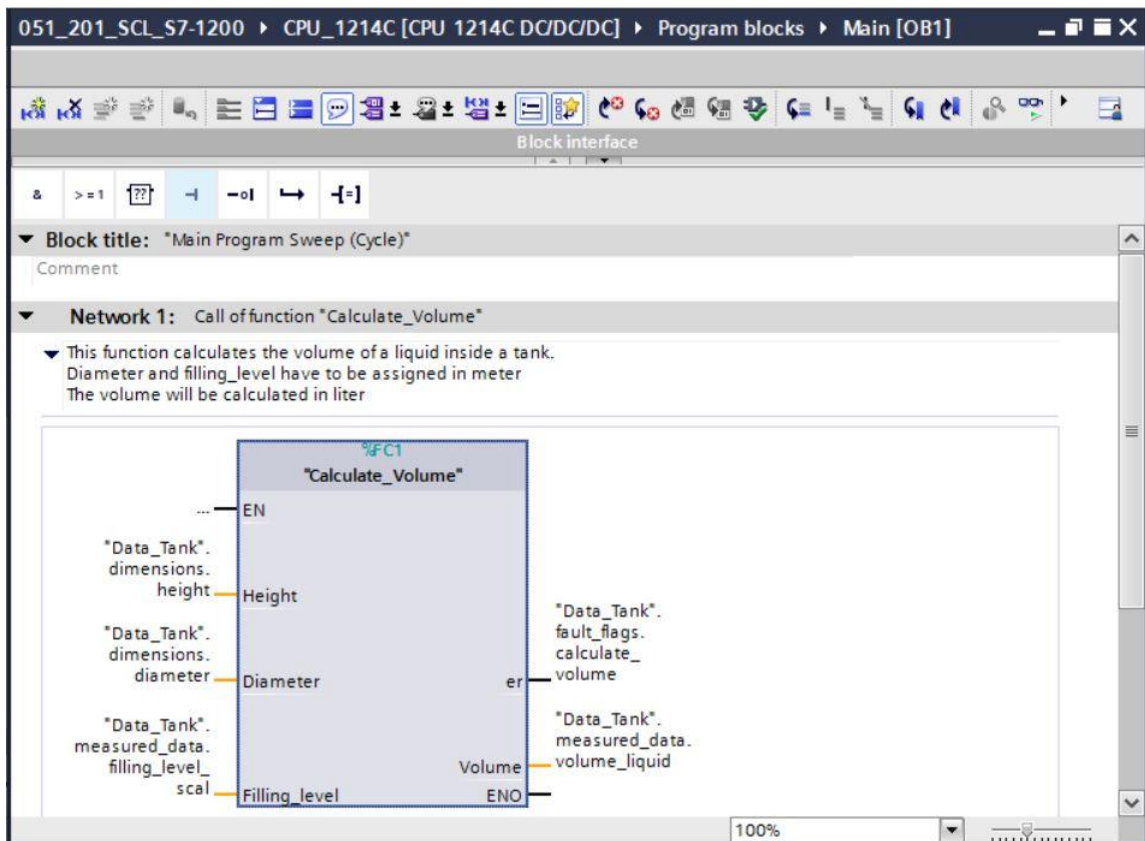 051_201_SCL_S7-1200 ▸ CPU_1214C [CPU 1214C DC/DC/DC] ▸ Program blocks ▸ Main [OB1]
Block interface
& >=1 ?? -[=]
Block title: "Main Program Sweep (Cycle)"
Comment
Network 1: Call of function "Calculate_Volume"
This function calculates the volume of a liquid inside a tank.
Diameter and filling_level have to be assigned in meter
The volume will be calculated in liter
%FC1
"Calculate_Volume"
... EN
"Data_Tank".
dimensions.
height
Height
"Data_Tank".
dimensions.
diameter
Diameter
"Data_Tank".
measured_data.
filling_level_
scal
Filling_level
er
"Data_Tank".
fault_flags.
calculate_
volume
Volume
"Data_Tank".
measured_data.
volume_liquid
ENO
100%